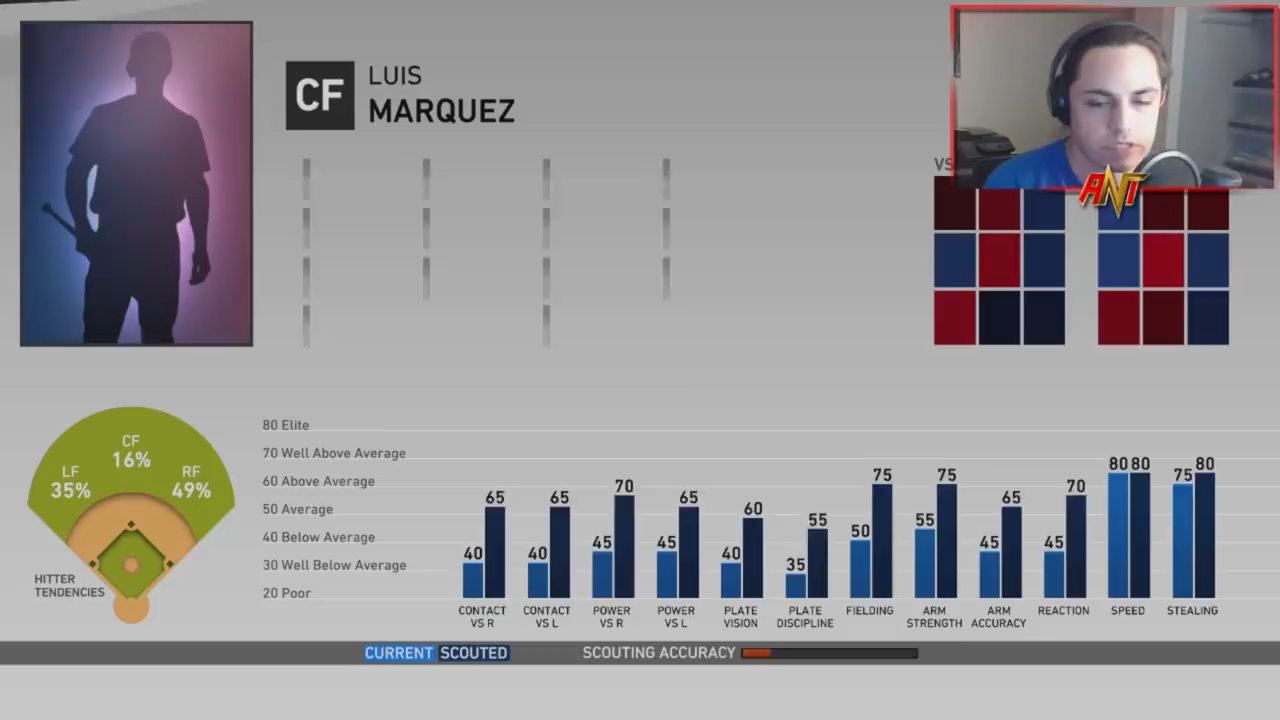 CF
LUIS
MARQUEZ
VS
ANT
CF
16%
LF
35%
RF
49%
HITTER
TENDENCIES
80 Elite
70 Well Above Average
60 Above Average
50 Average
40 Below Average
30 Well Below Average
20 Poor
40 65
40 65
45 70
45 65
40 60
35 55
50 75
55 75
45 65
45 70
80 80
75 80
CONTACT
VS R
CONTACT
VS L
POWER
VS R
POWER
VS L
PLATE
VISION
PLATE
DISCIPLINE
FIELDING
ARM
STRENGTH
ARM
ACCURACY
REACTION
SPEED
STEALING
CURRENT SCOUTED
SCOUTING ACCURACY